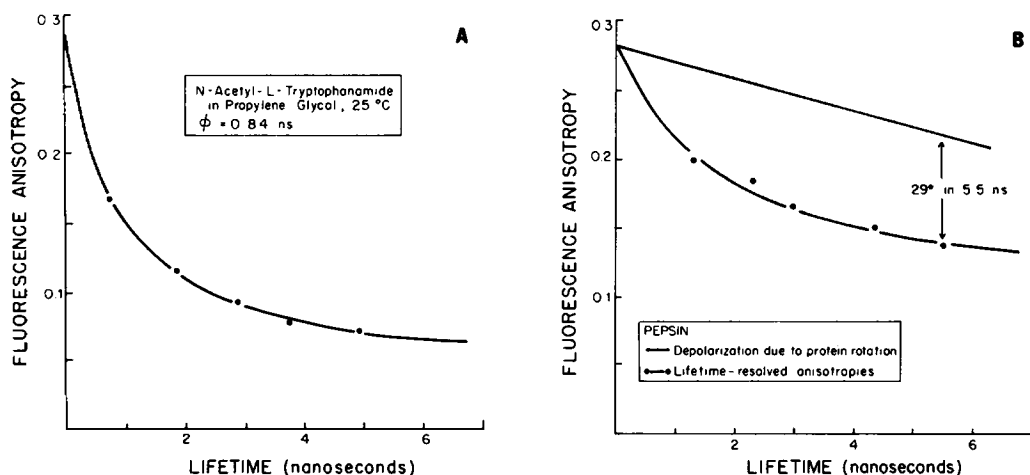 A
N-Acetyl-L-Tryptophanamide
in Propylene Glycol, 25 °C
ϕ = 0 84 ns
FLUORESCENCE ANISOTROPY
0 3
0 2
0 1
2
4
6
LIFETIME (nanoseconds)
B
29° in 5 5 ns
PEPSIN
Depolarization due to protein rotation
Lifetime-resolved anisotropies
FLUORESCENCE ANISOTROPY
0 3
0.2
0.1
0
2
4
6
LIFETIME (nanoseconds)